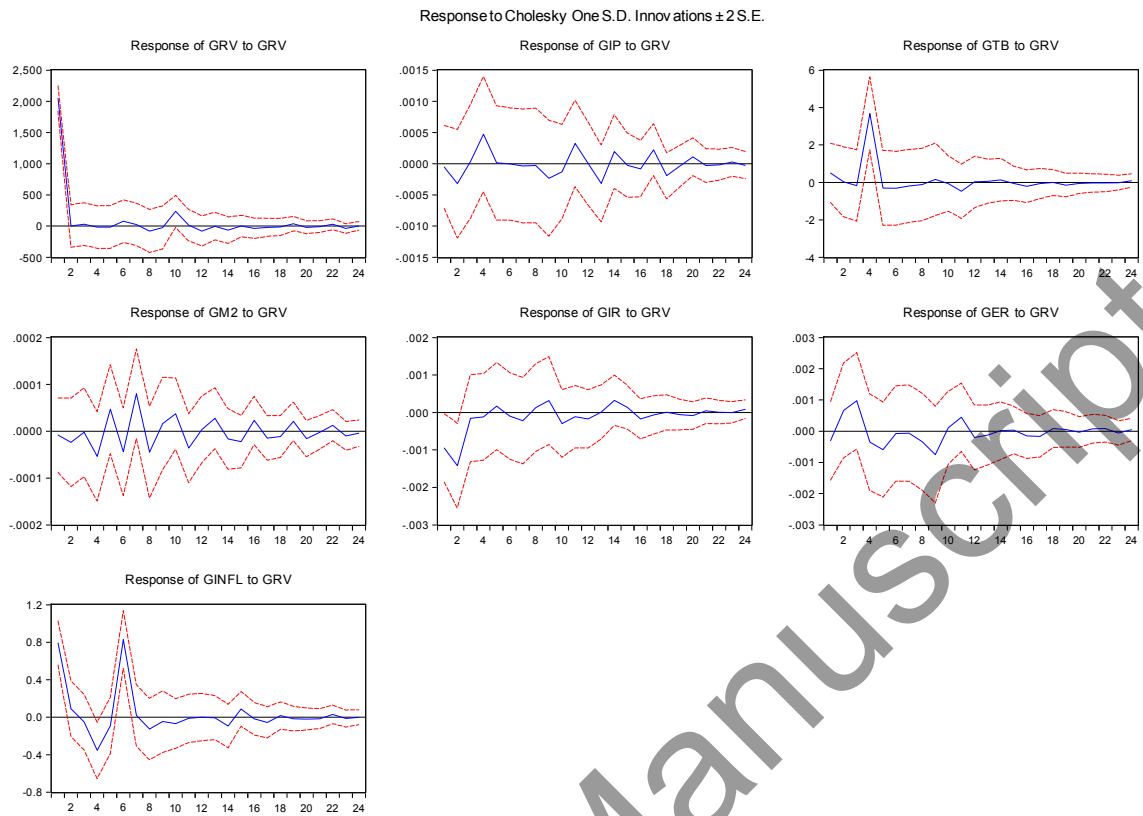 Response to Cholesky One S.D. Innovations ± 2 S.E.
Response of GRV to GRV
2,500
2,000
1,500
1,000
500
0
-500
2 4 6 8 10 12 14 16 18 20 22 24
Response of GIP to GRV
.0015
.0010
.0005
.0000
-.0005
-.0010
-.0015
2 4 6 8 10 12 14 16 18 20 22 24
Response of GTB to GRV
6
4
2
0
-2
-4
2 4 6 8 10 12 14 16 18 20 22 24
Response of GM2 to GRV
.0002
.0001
.0000
-.0001
-.0002
2 4 6 8 10 12 14 16 18 20 22 24
Response of GIR to GRV
.002
.001
.000
-.001
-.002
-.003
2 4 6 8 10 12 14 16 18 20 22 24
Response of GER to GRV
.003
.002
.001
.000
-.001
-.002
-.003
2 4 6 8 10 12 14 16 18 20 22 24
Response of GINFL to GRV
1.2
0.8
0.4
0.0
-0.4
-0.8
2 4 6 8 10 12 14 16 18 20 22 24
Manuscript